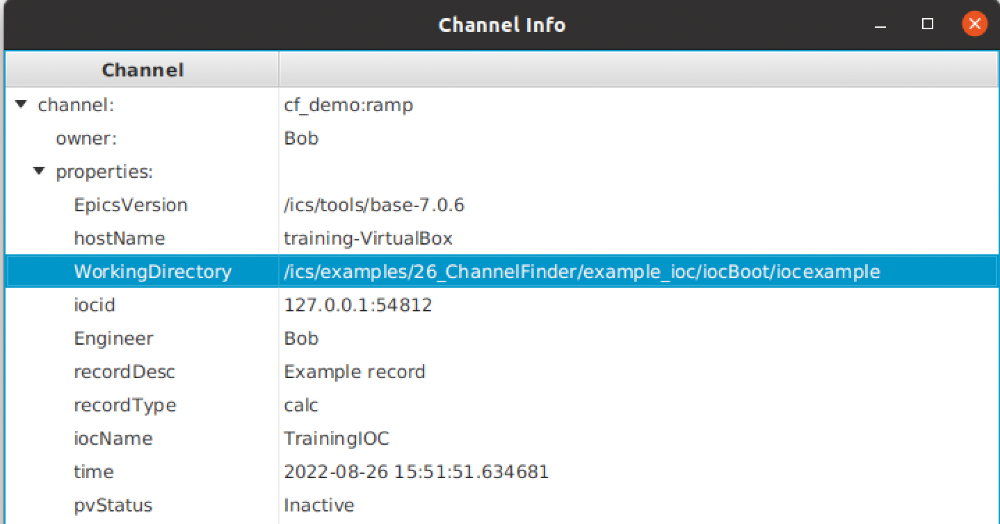 Channel Info
Channel
channel: cf_demo:ramp
owner: Bob
properties:
EpicsVersion /ics/tools/base-7.0.6
hostName training-VirtualBox
WorkingDirectory /ics/examples/26_ChannelFinder/example_ioc/iocBoot/iocexample
iocid 127.0.0.1:54812
Engineer Bob
recordDesc Example record
recordType calc
iocName TrainingIOC
time 2022-08-26 15:51:51.634681
pvStatus Inactive